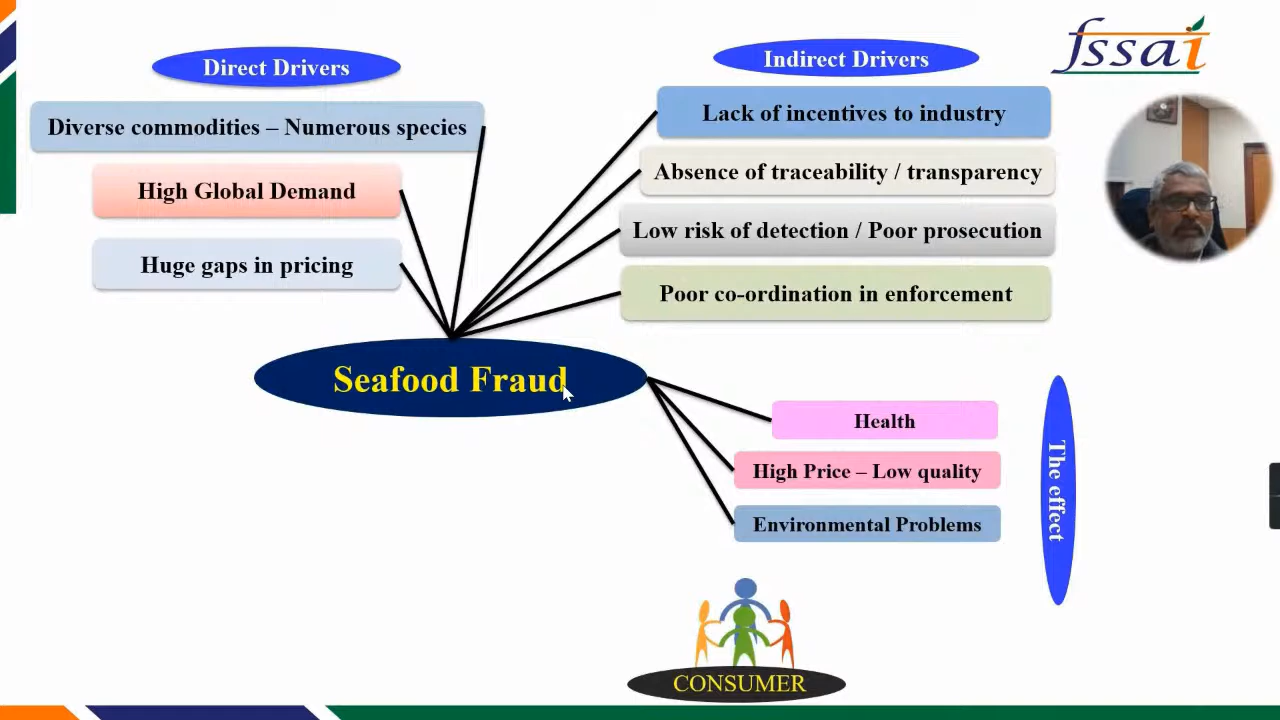 Direct Drivers
Diverse commodities – Numerous species
High Global Demand
Huge gaps in pricing
Indirect Drivers
Lack of incentives to industry
Absence of traceability / transparency
Low risk of detection / Poor prosecution
Poor co-ordination in enforcement
fssai
Seafood Fraud
Health
High Price – Low quality
Environmental Problems
The effect
CONSUMER